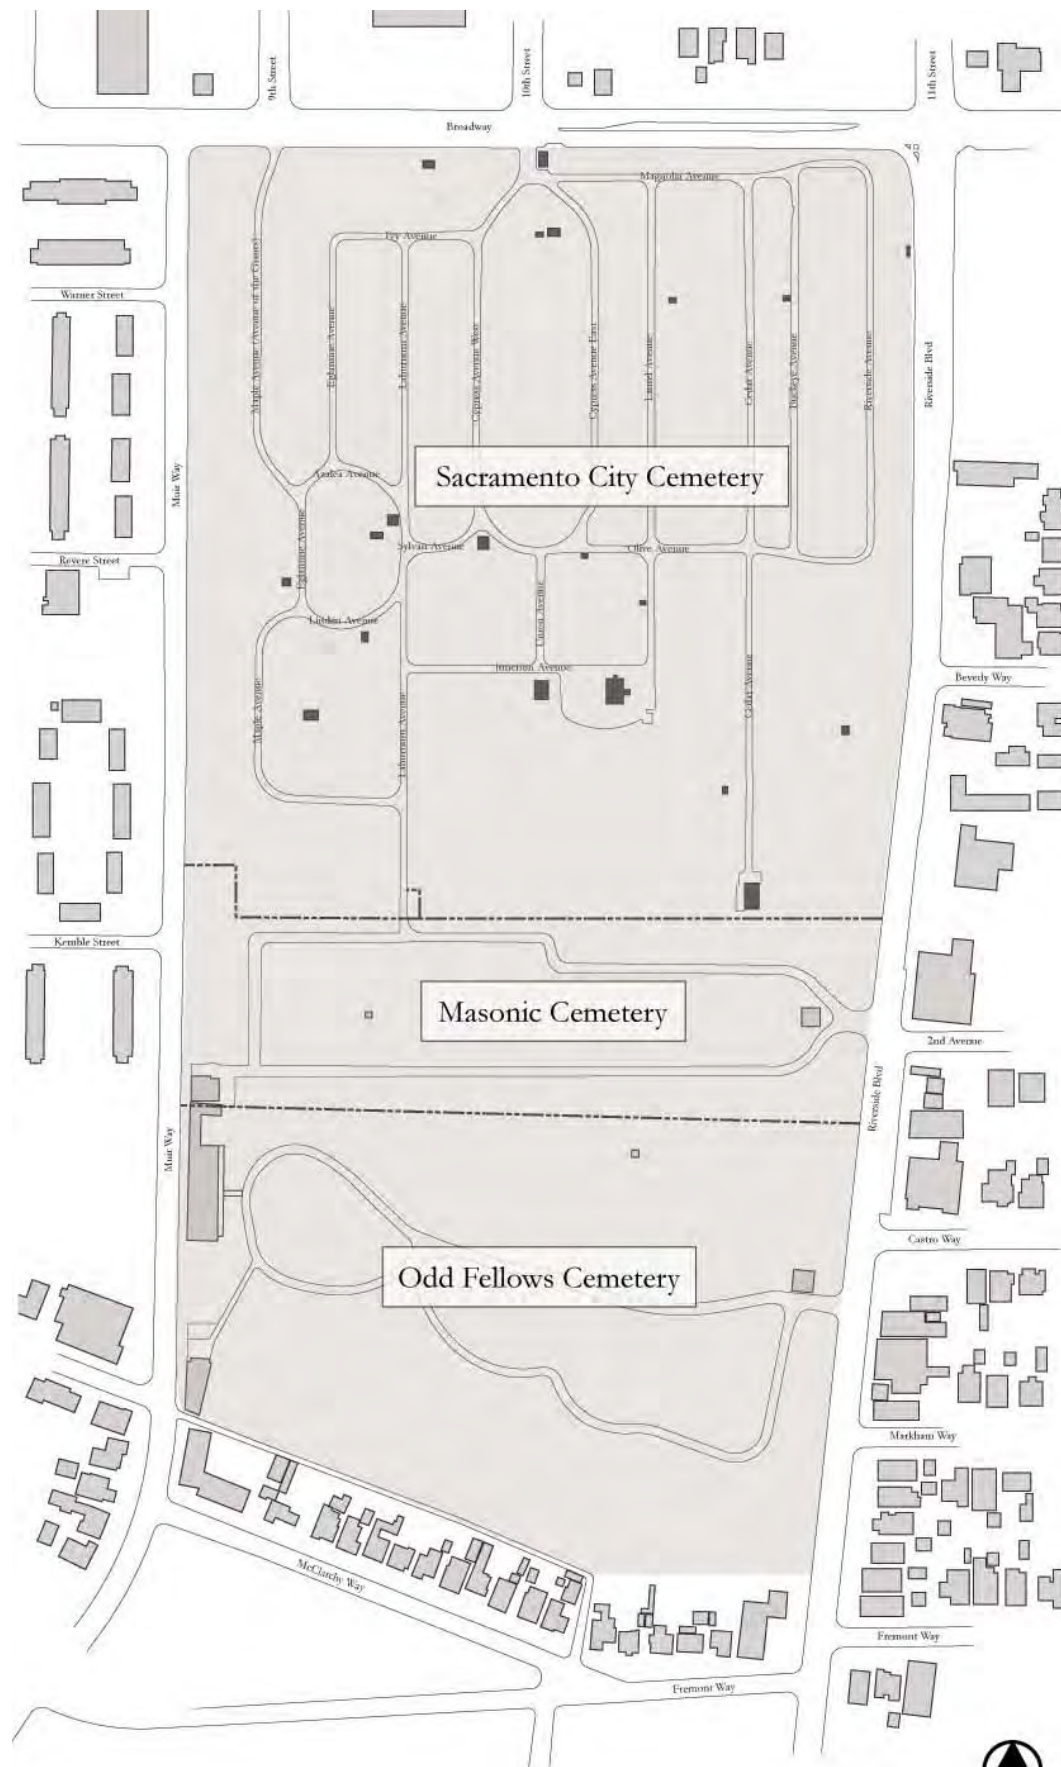 9th Street
10th Street
11th Street
Broadway
Magnolia Avenue
Ivy Avenue
Warner Street
Maple Avenue (Avenue of the Giants)
Eglantine Avenue
Laburnum Avenue
Cypress Avenue West
Cypress Avenue East
Laurel Avenue
Cedar Avenue
Buckeye Avenue
Riverside Avenue
Riverside Blvd
Muir Way
Azalea Avenue
Sacramento City Cemetery
Eglantine Avenue
Sylvan Avenue
Olive Avenue
Revere Street
Linden Avenue
Union Avenue
Junction Avenue
Beverly Way
Maple Avenue
Laburnum Avenue
Cedar Avenue
Kemble Street
Masonic Cemetery
2nd Avenue
Riverside Blvd
Muir Way
Castro Way
Odd Fellows Cemetery
Markham Way
McClatchy Way
Fremont Way
Fremont Way